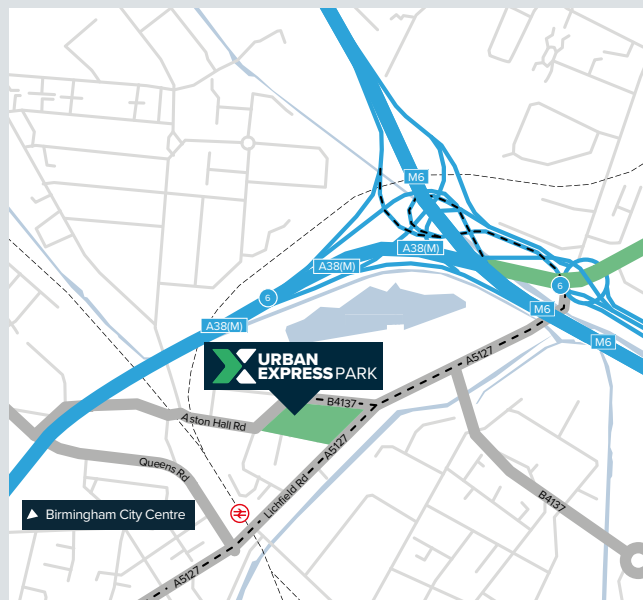 M6
A38(M)
A38(M)
6
6
M6
A38(M)
M6
A5127
URBAN
EXPRESS PARK
B4137
Aston Hall Rd
A5127
Queens Rd
Lichfield Rd
B4137
Birmingham City Centre
A5127